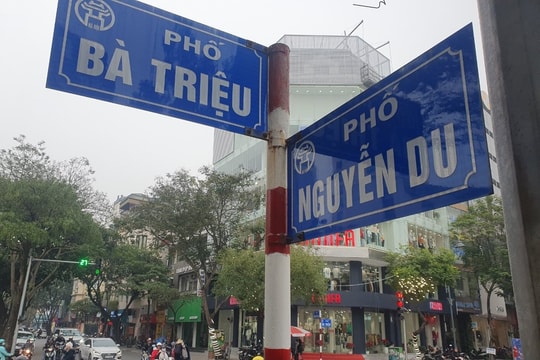 PHỐ
BÀ TRIỆU
PHỐ
NGUYỄN DU